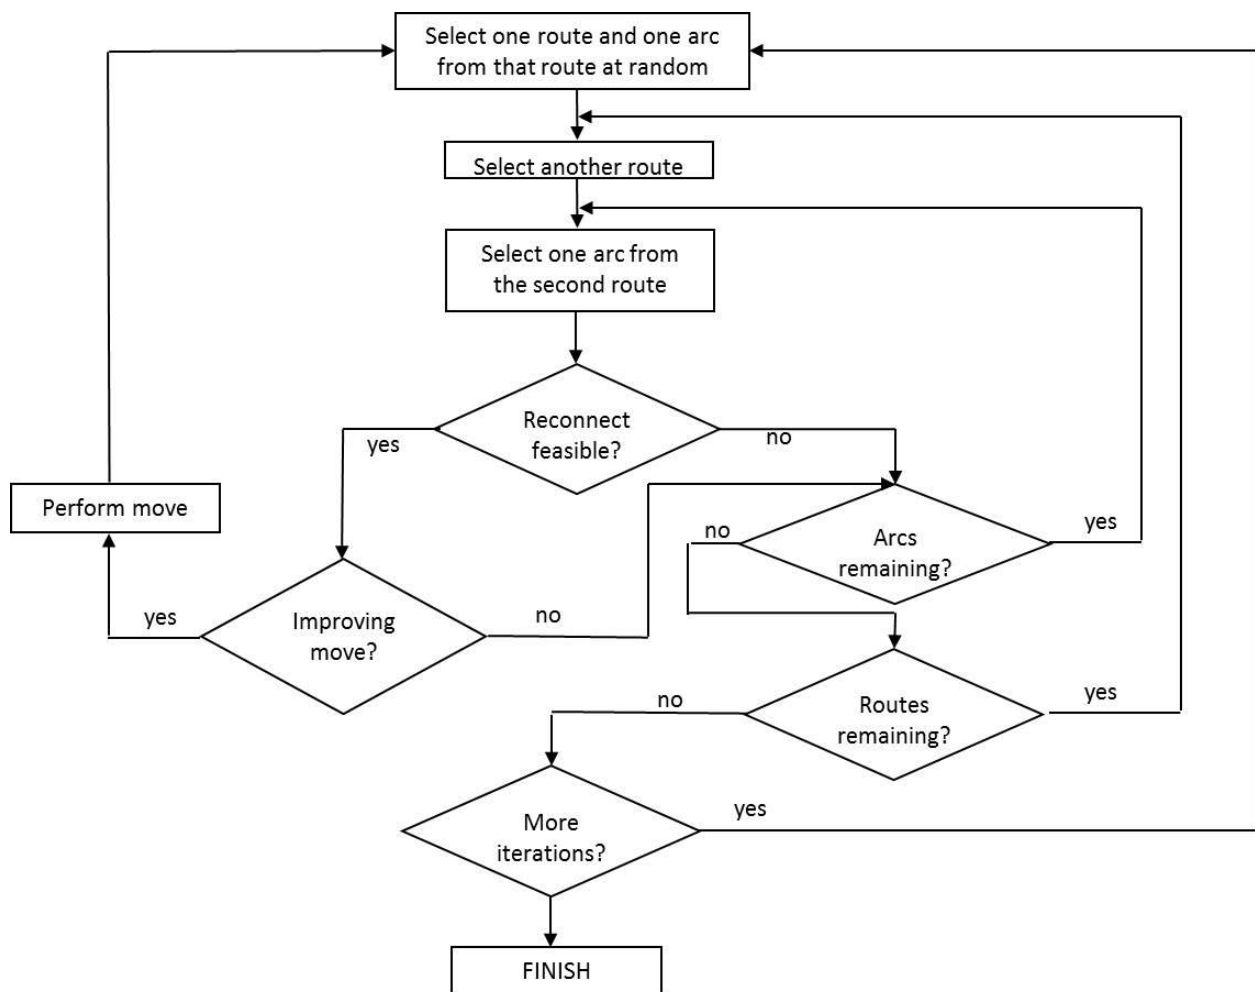 Select one route and one arc
from that route at random
Select another route
Select one arc from
the second route
Reconnect
feasible?
yes
no
Perform move
Arcs
remaining?
no
yes
Improving
move?
yes
no
Routes
remaining?
no
yes
More
iterations?
yes
FINISH